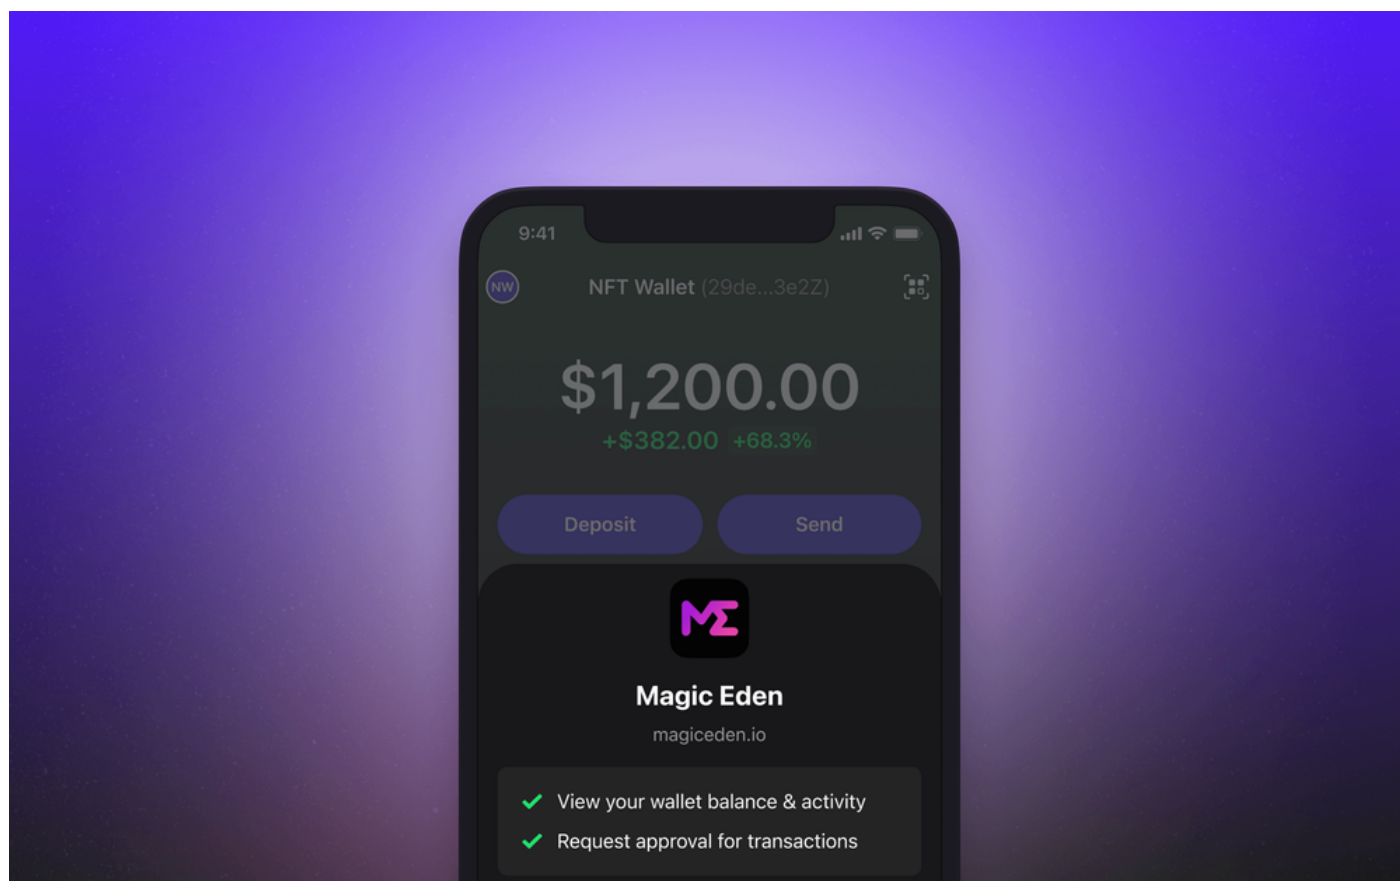 9:41
NW
NFT Wallet (29de...3e2Z)
$1,200.00
+$382.00 +68.3%
Deposit Send
ME
Magic Eden
magiceden.io
View your wallet balance & activity
Request approval for transactions